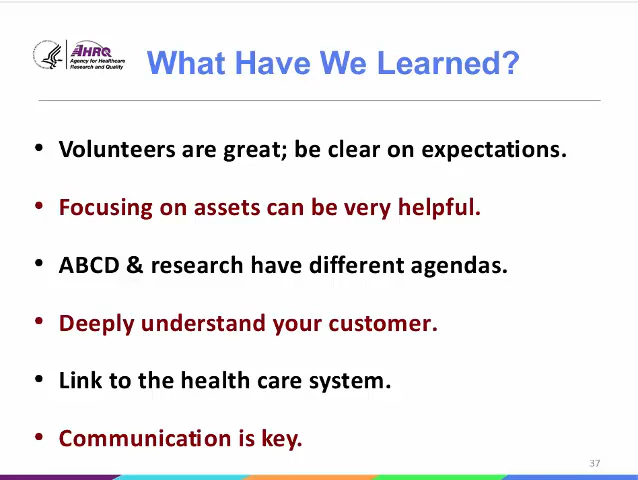 AHRQ
Agency for Healthcare
Research and Quality
What Have We Learned?
• Volunteers are great; be clear on expectations.
• Focusing on assets can be very helpful.
• ABCD & research have different agendas.
• Deeply understand your customer.
• Link to the health care system.
• Communication is key.
37